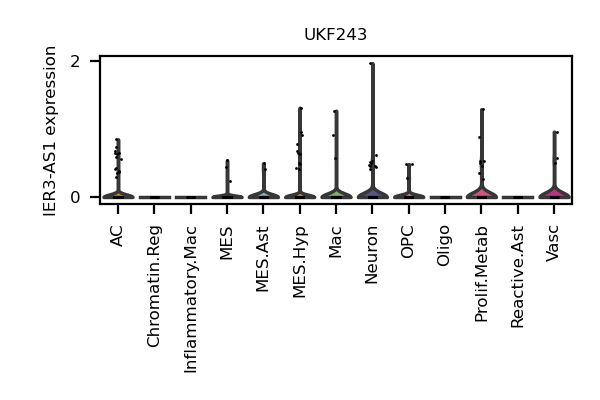 UKF243
IER3-AS1 expression
2
0
AC
Chromatin.Reg
Inflammatory.Mac
MES
MES.Ast
MES.Hyp
Mac
Neuron
OPC
Oligo
Prolif.Metab
Reactive.Ast
Vasc